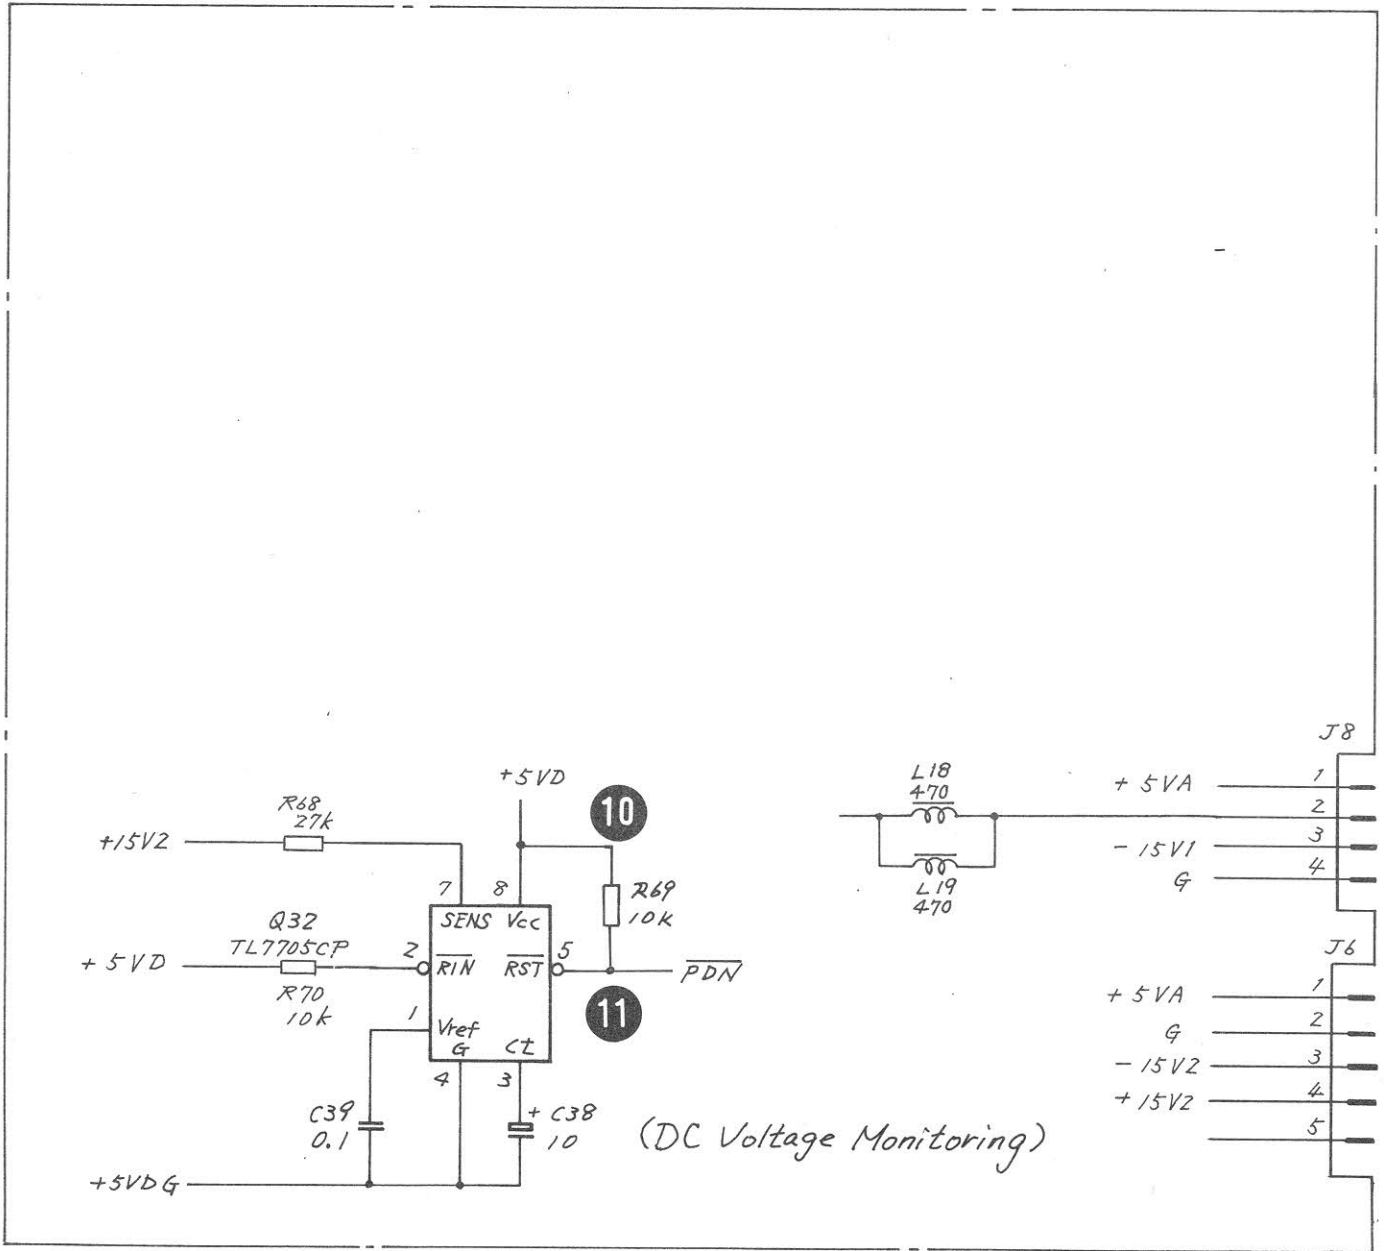 J8
+5VD
10
L18
470
+5VA
1
R68
27k
2
+15V2
-15V1
3
G
4
7
8
R69
10k
L19
470
SENS
Vcc
Q32
TL7705CP
2
RIN
RST
5
J6
+5VD
PDN
R70
10k
11
+5VA
1
1
Vref
G
Ct
G
2
4
3
-15V2
3
C39
0.1
+
C38
10
+15V2
4
(DC Voltage Monitoring)
5
+5VDG